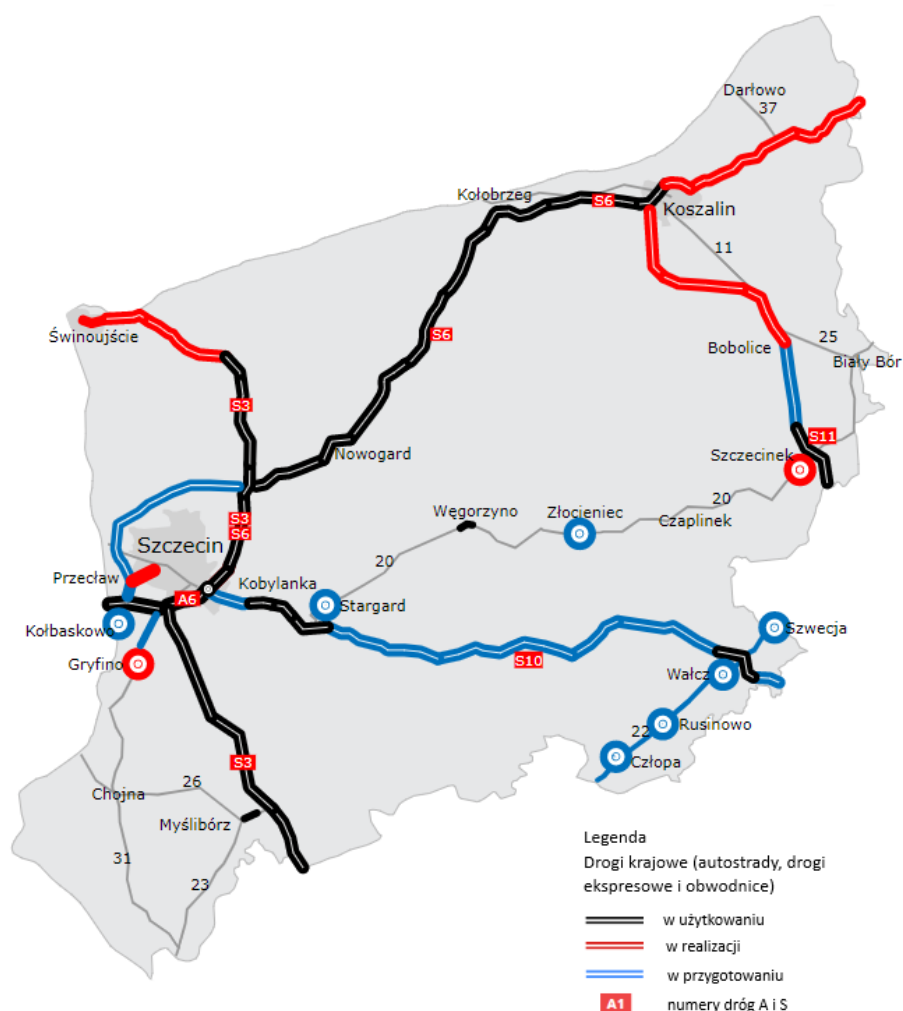 Darłowo
37
Kołobrzeg
S6
Koszalin
11
Świnoujście
S6
Bobolice
25
Biały Bór
S3
S11
Nowogard
Szczecinek
20
Węgorzyno
Złocieniec
Czaplinek
S3
S6
Szczecin
20
Przecław
Kobylanka
A6
Stargard
Kołbaskowo
Szwecja
Gryfino
S10
Wałcz
22
Rusinowo
Człopa
S3
26
Chojna
Myślibórz
31
23
Legenda
Drogi krajowe (autostrady, drogi
ekspresowe i obwodnice)
w użytkowaniu
w realizacji
w przygotowaniu
A1 numery dróg A i S